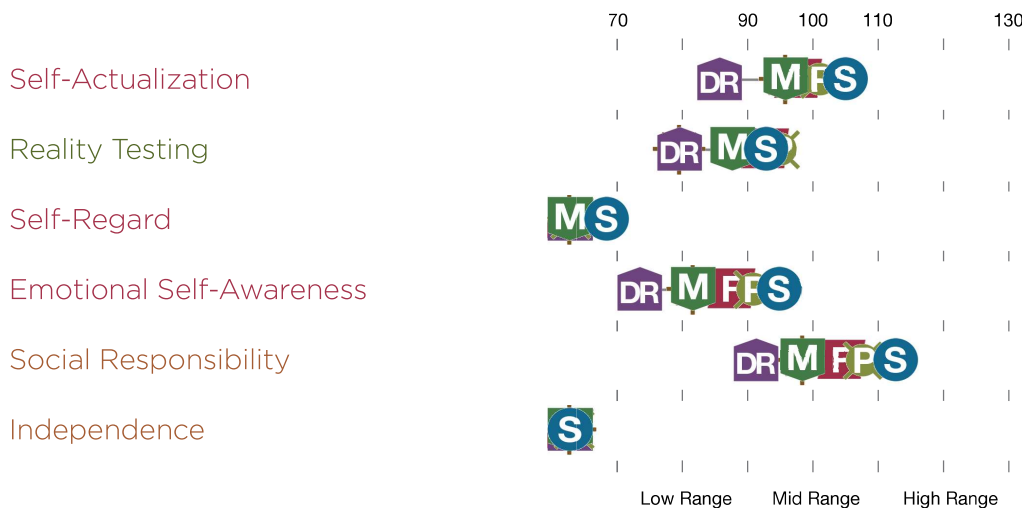 70 90 100 110 130
Self-Actualization DR M P S
Reality Testing DR M S
Self-Regard M S
Emotional Self-Awareness DR M F P S
Social Responsibility DR M P S
Independence S
Low Range Mid Range High Range